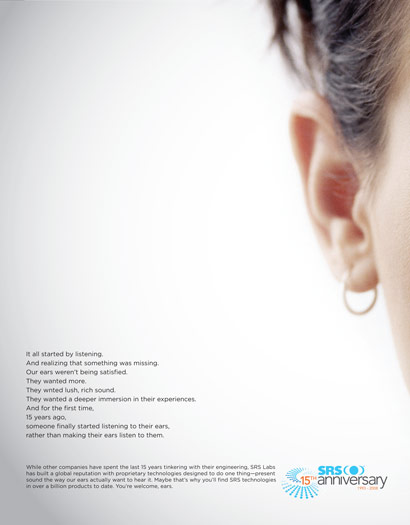 It all started by listening.
And realizing that something was missing.
Our ears weren't being satisfied.
They wanted more.
They wnted lush, rich sound.
They wanted a deeper immersion in their experiences.
And for the first time,
15 years ago,
someone finally started listening to their ears,
rather than making their ears listen to them.
While other companies have spent the last 15 years tinkering with their engineering, SRS Labs
has built a global reputation with proprietary technologies designed to do one thing—present
sound the way our ears actually want to hear it. Maybe that's why you'll find SRS technologies
in over a billion products to date. You're welcome, ears.
SRS
15TH anniversary
1993 - 2008